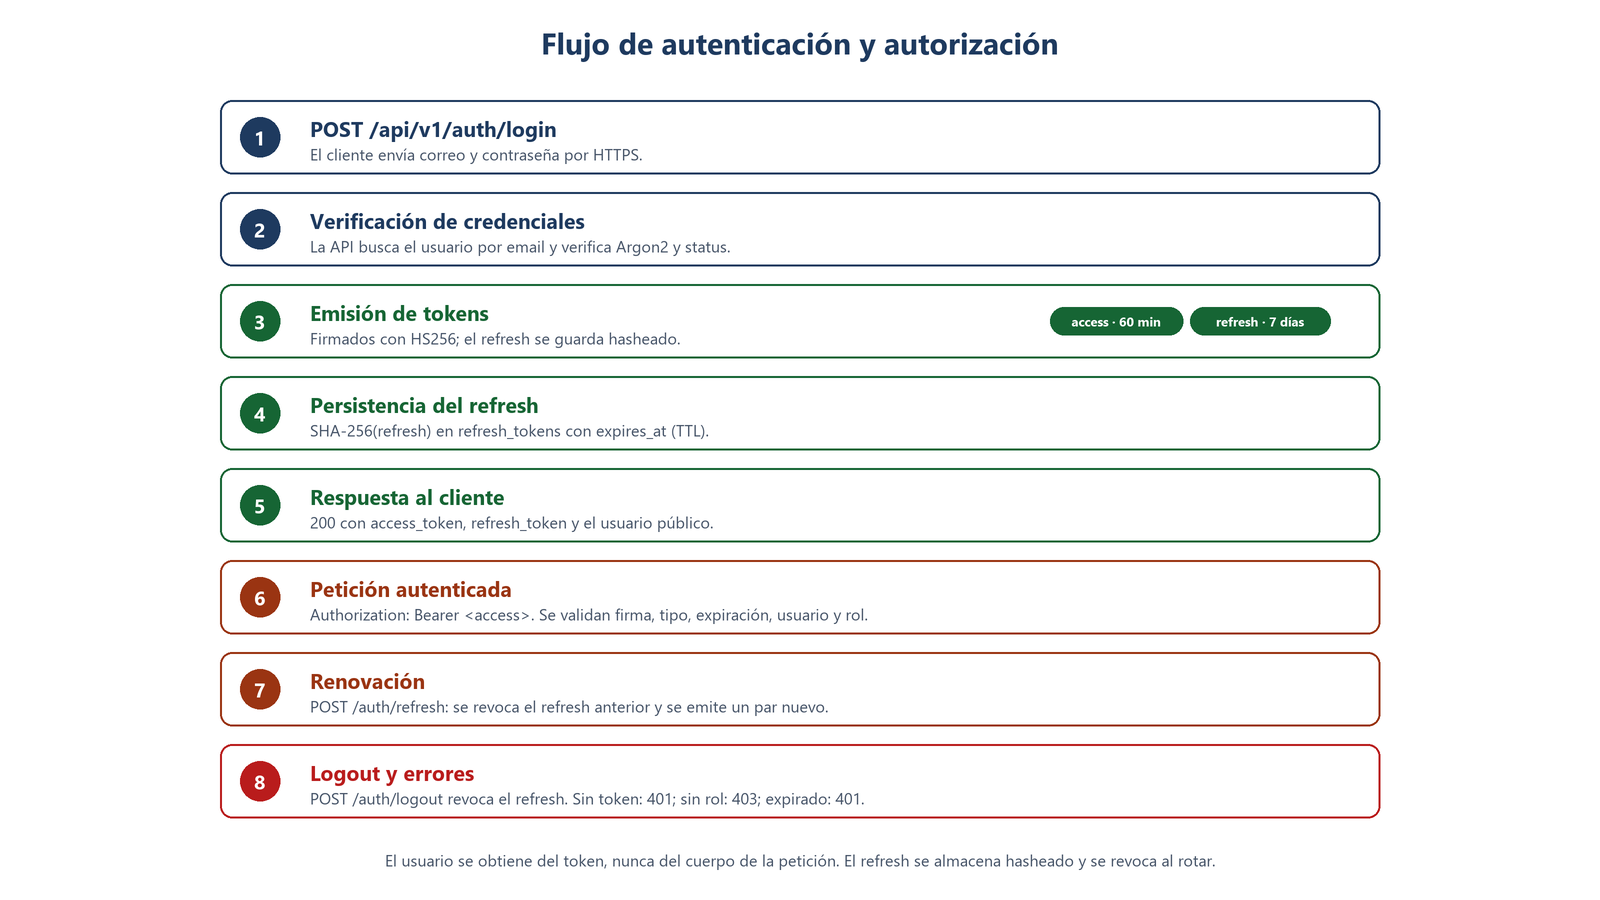 Flujo de autenticación y autorización
1
POST /api/v1/auth/login
El cliente envía correo y contraseña por HTTPS.
2
Verificación de credenciales
La API busca el usuario por email y verifica Argon2 y status.
3
Emisión de tokens
access · 60 min
refresh · 7 días
Firmados con HS256; el refresh se guarda hasheado.
4
Persistencia del refresh
SHA-256(refresh) en refresh_tokens con expires_at (TTL).
5
Respuesta al cliente
200 con access_token, refresh_token y el usuario público.
6
Petición autenticada
Authorization: Bearer <access>. Se validan firma, tipo, expiración, usuario y rol.
7
Renovación
POST /auth/refresh: se revoca el refresh anterior y se emite un par nuevo.
8
Logout y errores
POST /auth/logout revoca el refresh. Sin token: 401; sin rol: 403; expirado: 401.
El usuario se obtiene del token, nunca del cuerpo de la petición. El refresh se almacena hasheado y se revoca al rotar.